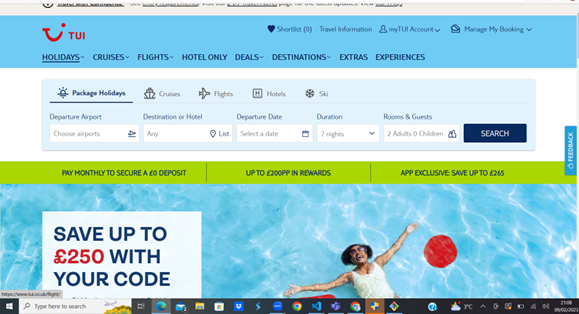 Travel with confidence. See entry requirements. Visit our
page for the latest updates
Shortlist (0) Travel Information myTUI Account Manage My Booking
TUI
HOLIDAYS CRUISES FLIGHTS HOTEL ONLY DEALS DESTINATIONS EXTRAS EXPERIENCES
Package Holidays Cruises Flights Hotels Ski
Departure Airport Destination or Hotel Departure Date Duration Rooms & Guests
Choose airports Any List Select a date 7 nights 2 Adults 0 Children SEARCH
FEEDBACK
PAY MONTHLY TO SECURE A £0 DEPOSIT UP TO £200PP IN REWARDS APP EXCLUSIVE: SAVE UP TO £265
SAVE UP TO
£250 WITH
YOUR CODE
https://www.tui.co.uk/flight/
Type here to search 3°C 21:08
09/02/202